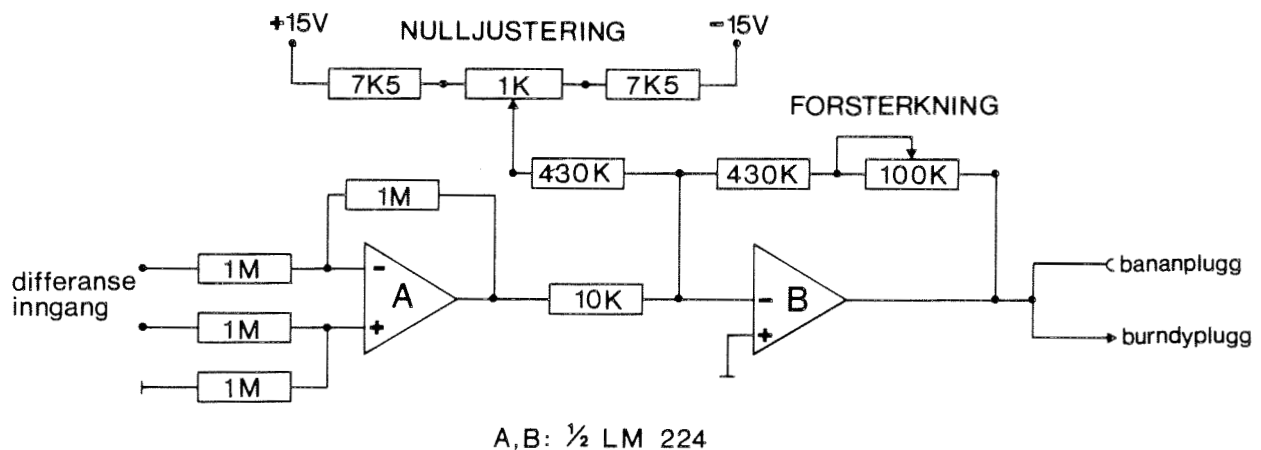 +15V
NULLJUSTERING
-15V
7K5
1K
7K5
FORSTERKNING
430K
430K
100K
1M
differanse
inngang
1M
-
A
10K
-
B
bananplugg
1M
+
+
burndyplugg
1M
A,B: ½ LM 224